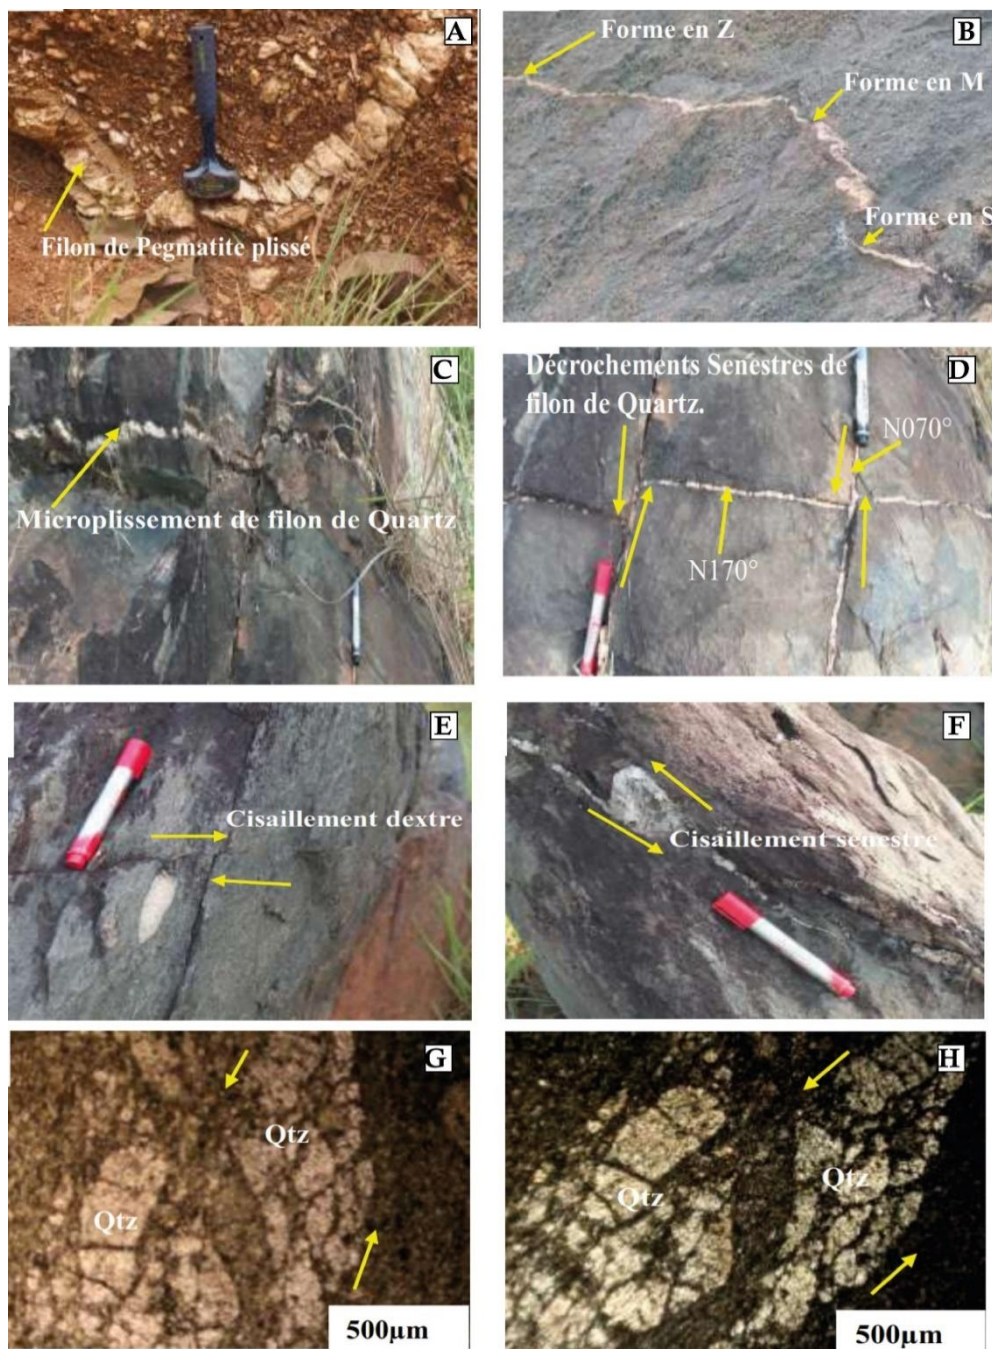 A
Filon de Pegmatite plissé
B
Forme en Z
Forme en M
Forme en S
C
Microplissement de filon de Quartz
D
Décrochements Senestres de
filon de Quartz.
N070°
N170°
E
Cisaillement dextre
F
Cisaillement senestre
G
Qtz
Qtz
500µm
H
Qtz
Qtz
500µm